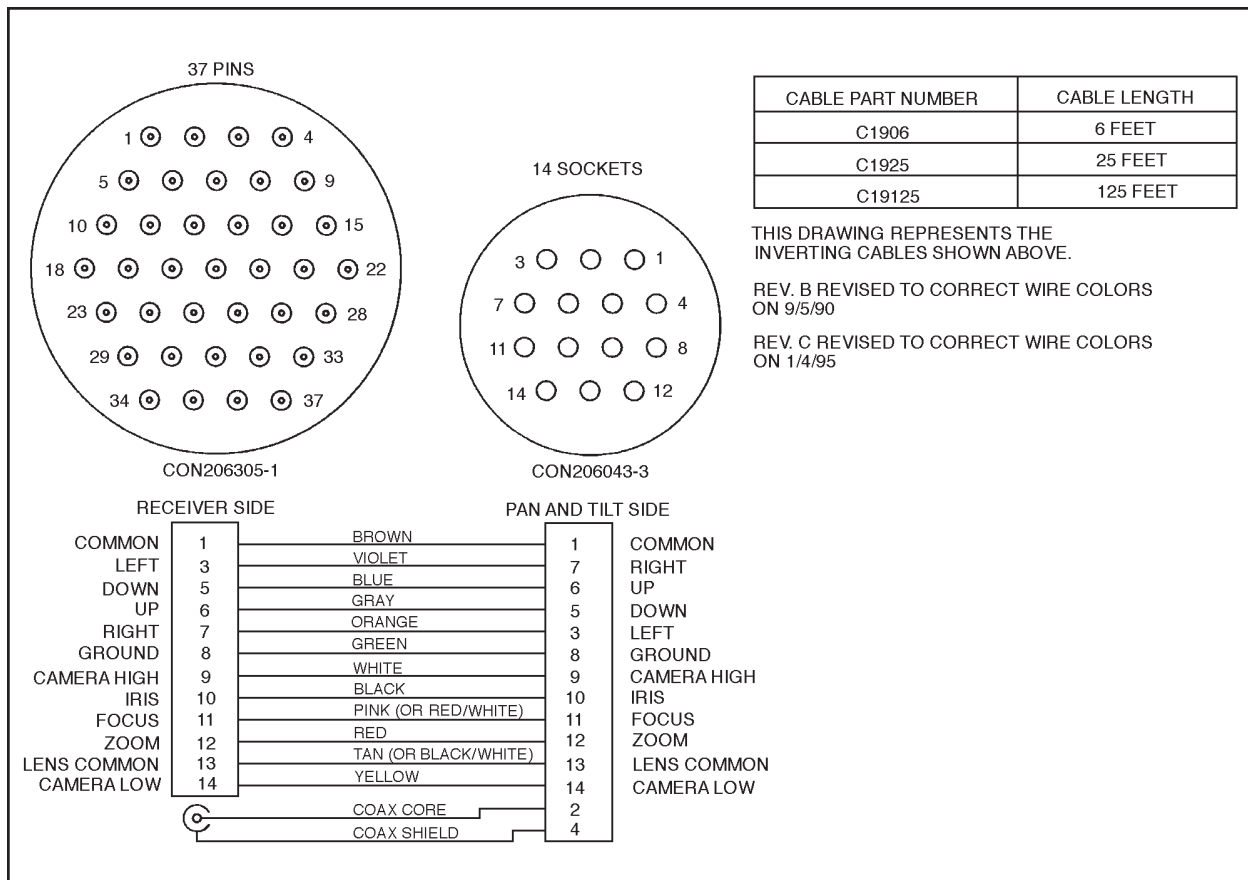 37 PINS
1 4
5 9
10 15
18 22
23 28
29 33
34 37
CON206305-1
14 SOCKETS
3 1
7 4
11 8
14 12
CON206043-3
CABLE PART NUMBER CABLE LENGTH
C1906 6 FEET
C1925 25 FEET
C19125 125 FEET
THIS DRAWING REPRESENTS THE
INVERTING CABLES SHOWN ABOVE.
REV. B REVISED TO CORRECT WIRE COLORS
ON 9/5/90
REV. C REVISED TO CORRECT WIRE COLORS
ON 1/4/95
RECEIVER SIDE PAN AND TILT SIDE
COMMON 1 BROWN 1 COMMON
LEFT 3 VIOLET 7 RIGHT
DOWN 5 BLUE 6 UP
UP 6 GRAY 5 DOWN
RIGHT 7 ORANGE 3 LEFT
GROUND 8 GREEN 8 GROUND
CAMERA HIGH 9 WHITE 9 CAMERA HIGH
IRIS 10 BLACK 10 IRIS
FOCUS 11 PINK (OR RED/WHITE) 11 FOCUS
ZOOM 12 RED 12 ZOOM
LENS COMMON 13 TAN (OR BLACK/WHITE) 13 LENS COMMON
CAMERA LOW 14 YELLOW 14 CAMERA LOW
COAX CORE 2
COAX SHIELD 4